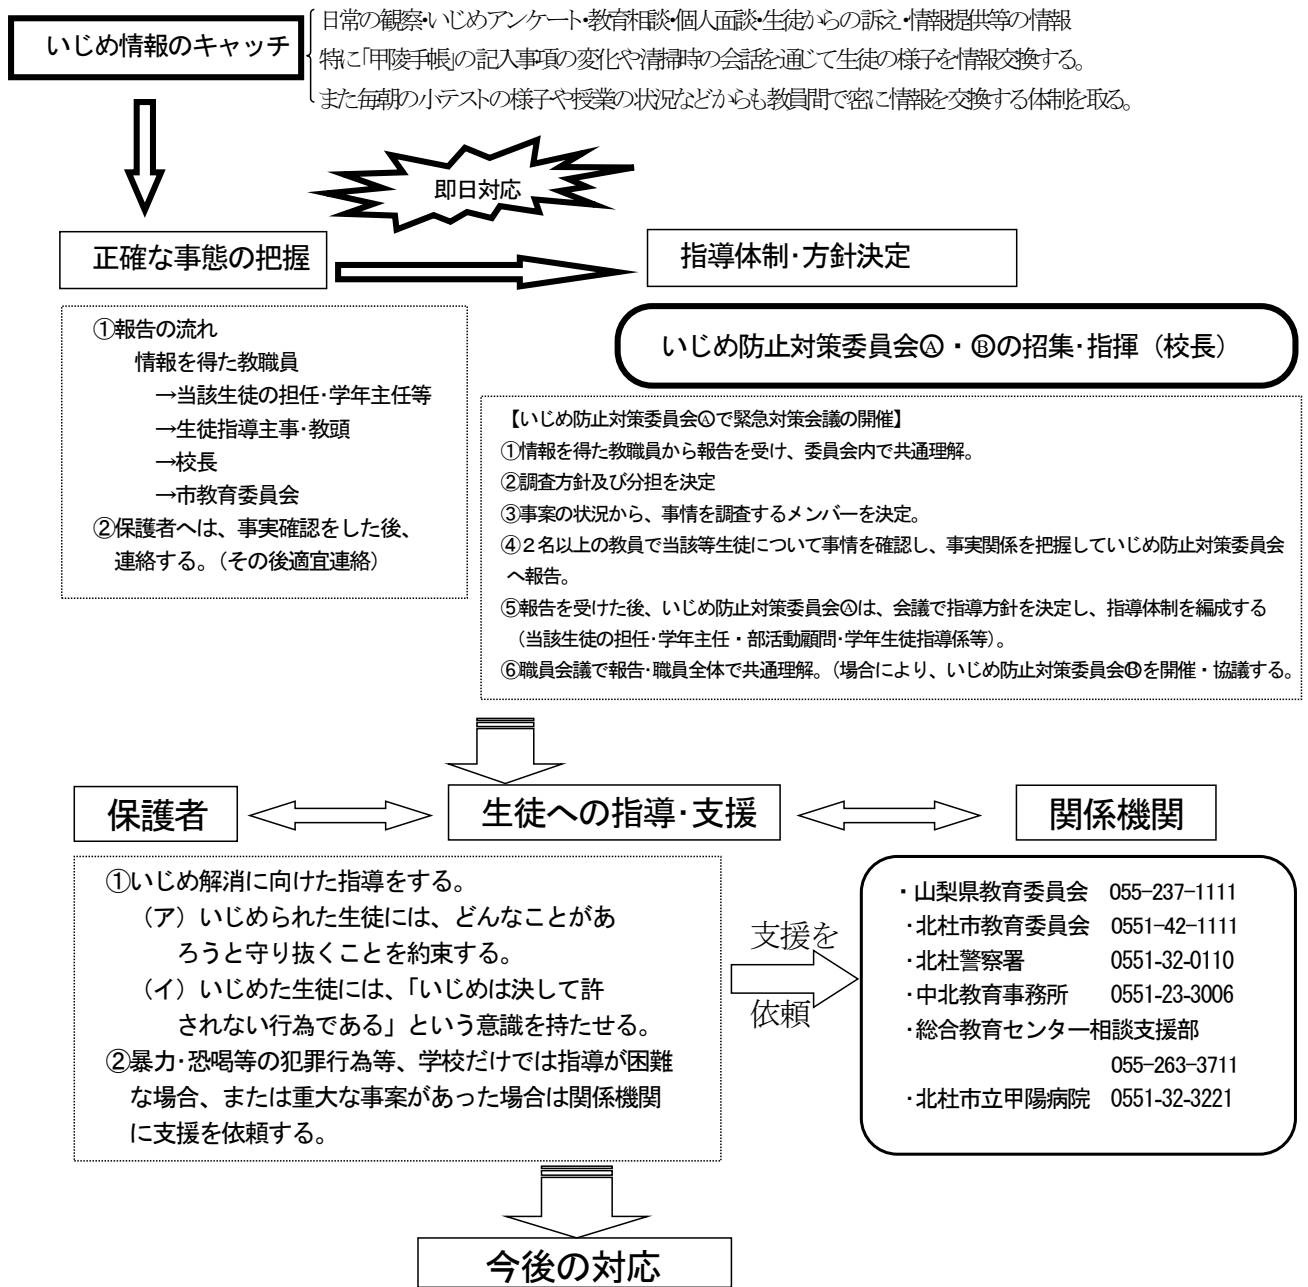 いじめ情報のキャッチ
日常の観察・いじめアンケート・教育相談・個人面談・生徒からの訴え・情報提供等の情報
特に「甲陵手帳」の記入事項の変化や清掃時の会話を通じて生徒の様子を情報交換する。
また毎朝の小テストの様子や授業の状況などからも教員間で密に情報を交換する体制を取る。
即日対応
正確な事態の把握
指導体制・方針決定
①報告の流れ
情報を得た教職員
→当該生徒の担任・学年主任等
→生徒指導主事・教頭
→校長
→市教育委員会
②保護者へは、事実確認をした後、
連絡する。(その後適宜連絡)
いじめ防止対策委員会Ⓐ・Ⓑの招集・指揮(校長)
【いじめ防止対策委員会Ⓐで緊急対策会議の開催】
①情報を得た教職員から報告を受け、委員会内で共通理解。
②調査方針及び分担を決定
③事案の状況から、事情を調査するメンバーを決定。
④2名以上の教員で当該等生徒について事情を確認し、事実関係を把握していじめ防止対策委員会
へ報告。
⑤報告を受けた後、いじめ防止対策委員会Ⓐは、会議で指導方針を決定し、指導体制を編成する
(当該生徒の担任・学年主任・部活動顧問・学年生徒指導係等)。
⑥職員会議で報告・職員全体で共通理解。(場合により、いじめ防止対策委員会Ⓑを開催・協議する。
保護者
生徒への指導・支援
関係機関
①いじめ解消に向けた指導をする。
(ア)いじめられた生徒には、どんなことがあ
ろうと守り抜くことを約束する。
(イ)いじめた生徒には、「いじめは決して許
されない行為である」という意識を持たせる。
②暴力・恐喝等の犯罪行為等、学校だけでは指導が困難
な場合、または重大な事案があった場合は関係機関
に支援を依頼する。
支援を
依頼
・山梨県教育委員会 055-237-1111
・北杜市教育委員会 0551-42-1111
・北杜警察署 0551-32-0110
・中北教育事務所 0551-23-3006
・総合教育センター相談支援部
055-263-3711
・北杜市立甲陽病院 0551-32-3221
今後の対応